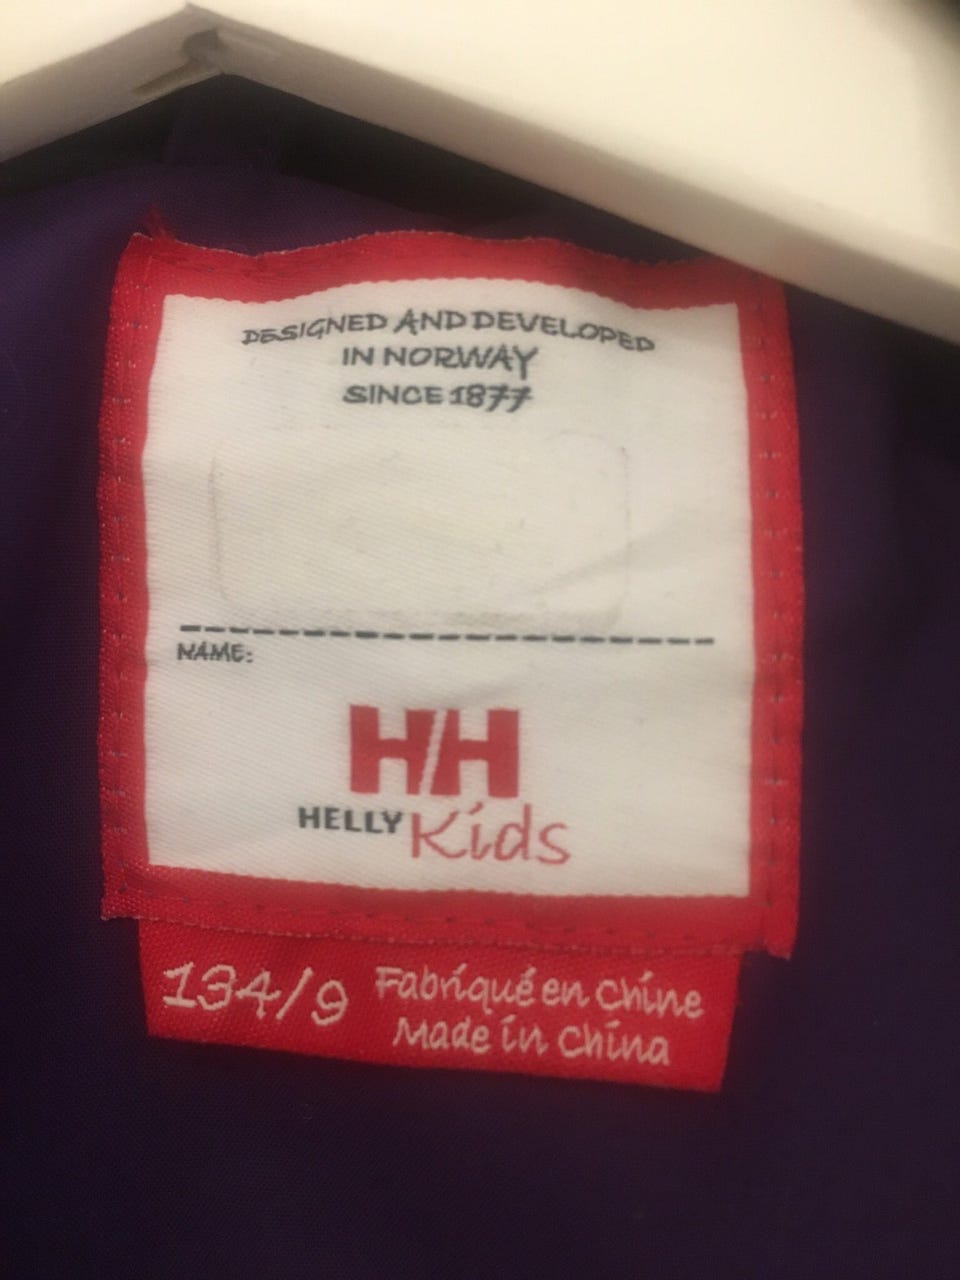 DESIGNED AND DEVELOPED
IN NORWAY
SINCE 1877
NAME:
HH
HELLY Kids
134/9 Fabriqué en Chine
Made in China